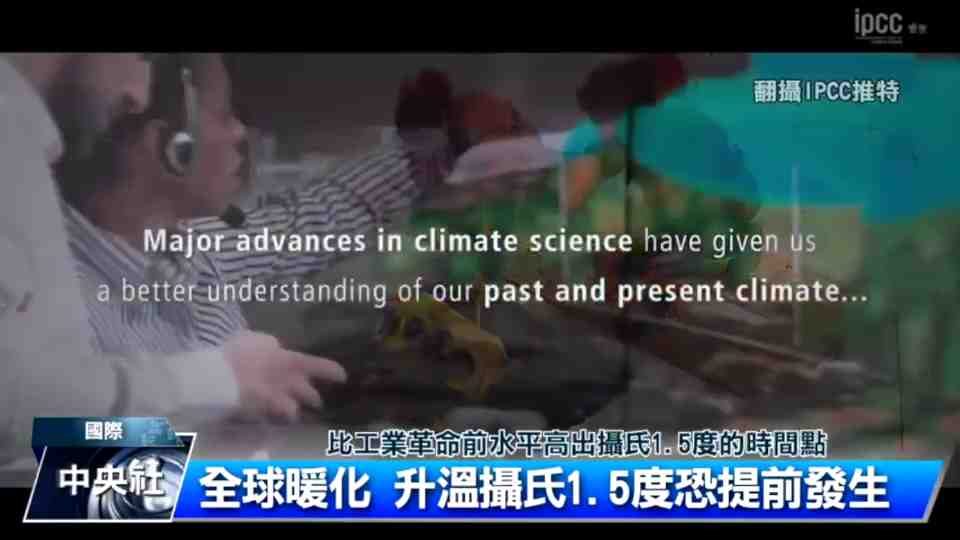 ipcc
翻攝IPCC推特
Major advances in climate science have given us
a better understanding of our past and present climate...
國際
比工業革命前水平高出攝氏1.5度的時間點
中央社
全球暖化 升溫攝氏1.5度恐提前發生